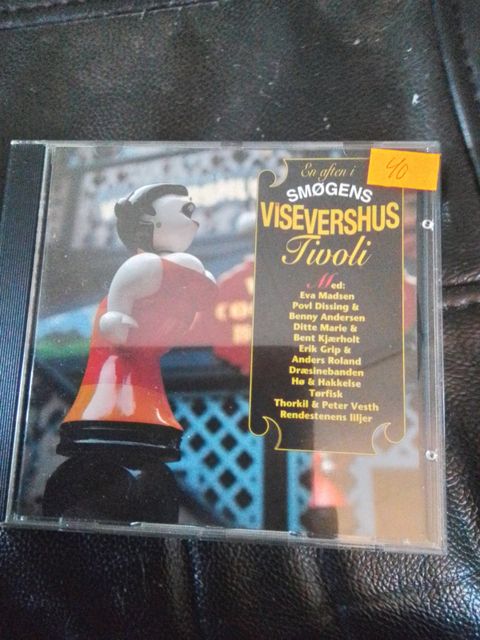 En aften i
SMØGENS
VISEVERSHUS
Tivoli
Med:
Eva Madsen
Povl Dissing &
Benny Andersen
Ditte Marie &
Bent Kjærholt
Erik Grip &
Anders Roland
Dræsinebanden
Hø & Hakkelse
Tørfisk
Thorkil & Peter Vesth
Rendestenens liljer
40